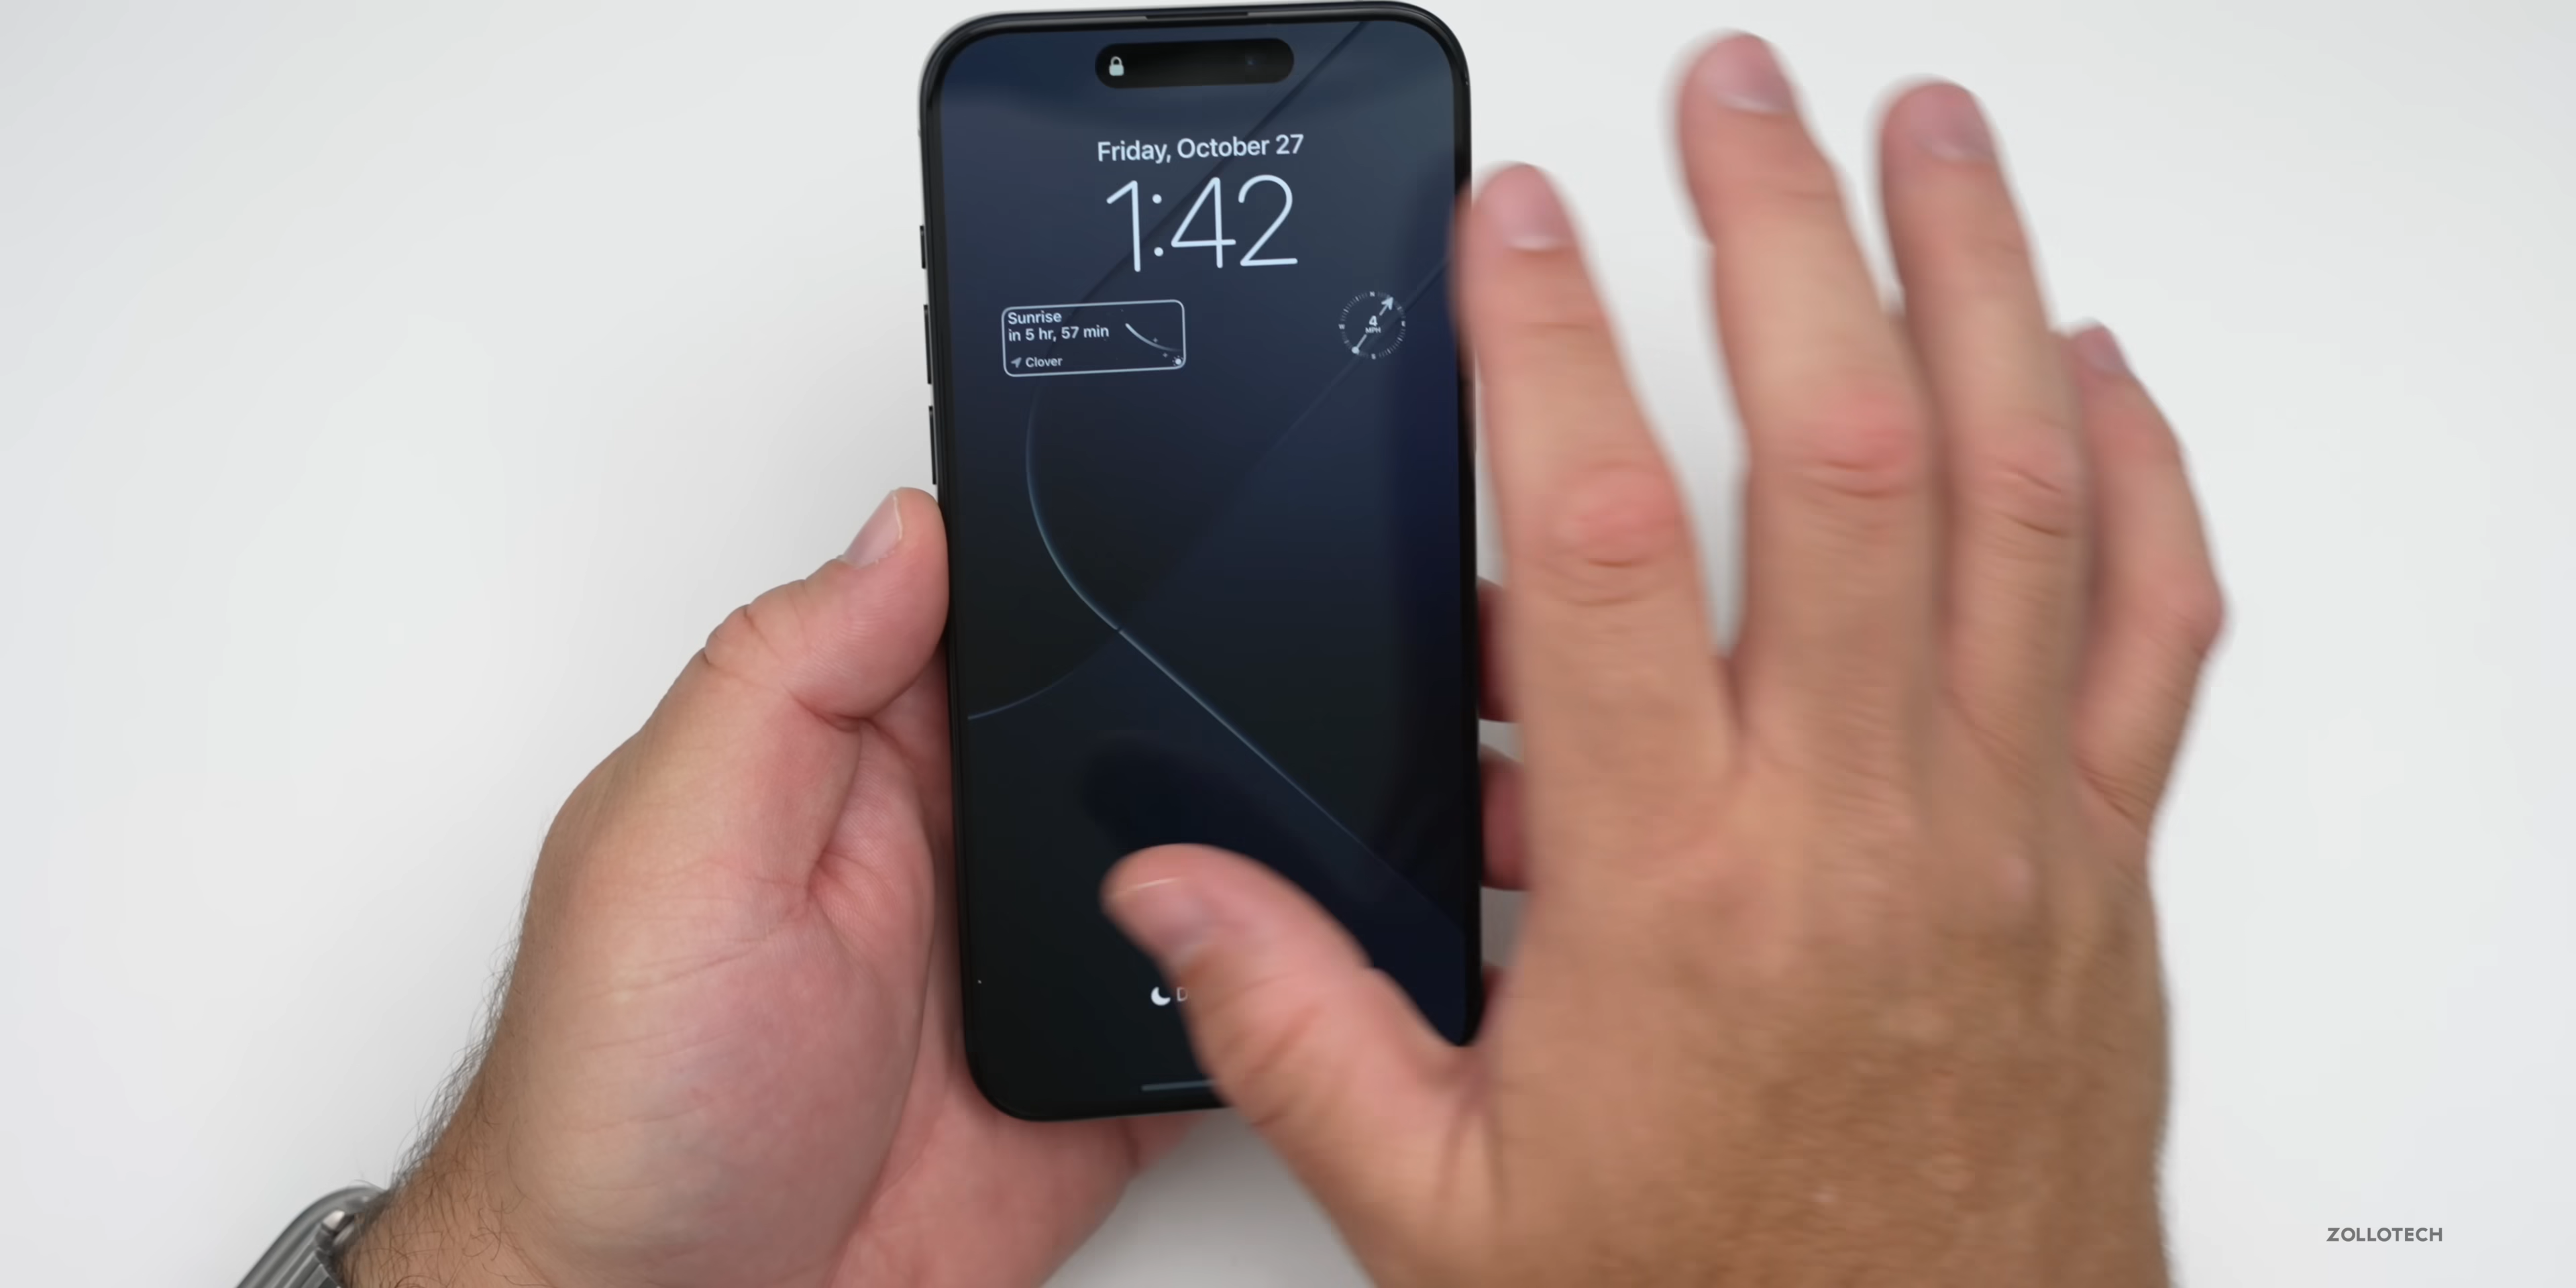 Friday, October 27
1:42
Sunrise
in 5 hr, 57 min
Clover
4
MPH
D
ZOLLOTECH